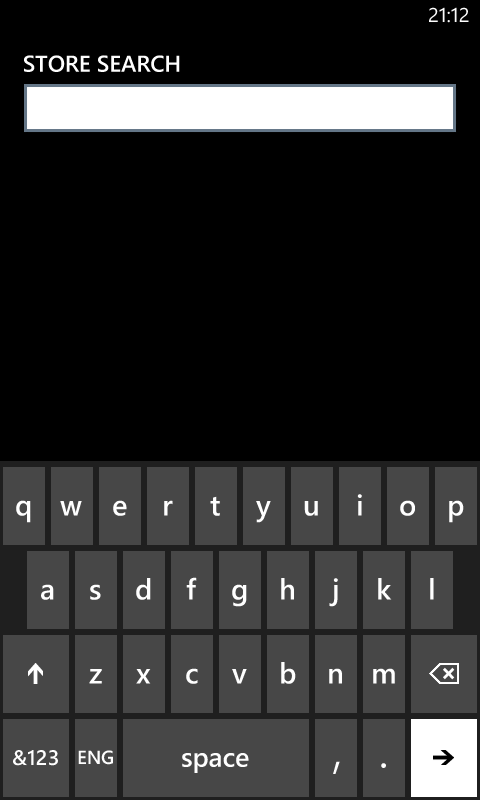 21:12
STORE SEARCH
q w e r t y u i o p
a s d f g h j k l
z x c v b n m
&123 ENG space , .